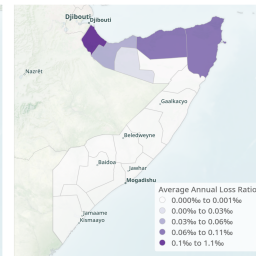 Djibouti
Djibouti
Nazrēt
Gaalkacyo
Beledweyne
Baidoa
Jawhar
Mogadishu
Jamaame
Kismaayo
Average Annual Loss Ratio
0.000‰ to 0.001‰
0.00‰ to 0.03‰
0.03‰ to 0.06‰
0.06‰ to 0.11‰
0.1‰ to 1.1‰